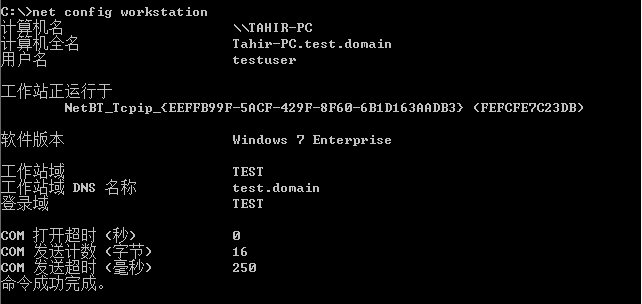 C:\>net config workstation
计算机名 \\TAHIR-PC
计算机全名 Tahir-PC.test.domain
用户名 testuser
工作站正运行于
NetBT_Tcpip_{EEFFB99F-5ACF-429F-8F60-6B1D163AADB3} (FEFCFE7C23DB)
软件版本 Windows 7 Enterprise
工作站域 TEST
工作站域 DNS 名称 test.domain
登录域 TEST
COM 打开超时 (秒) 0
COM 发送计数 (字节) 16
COM 发送超时 (毫秒) 250
命令成功完成。